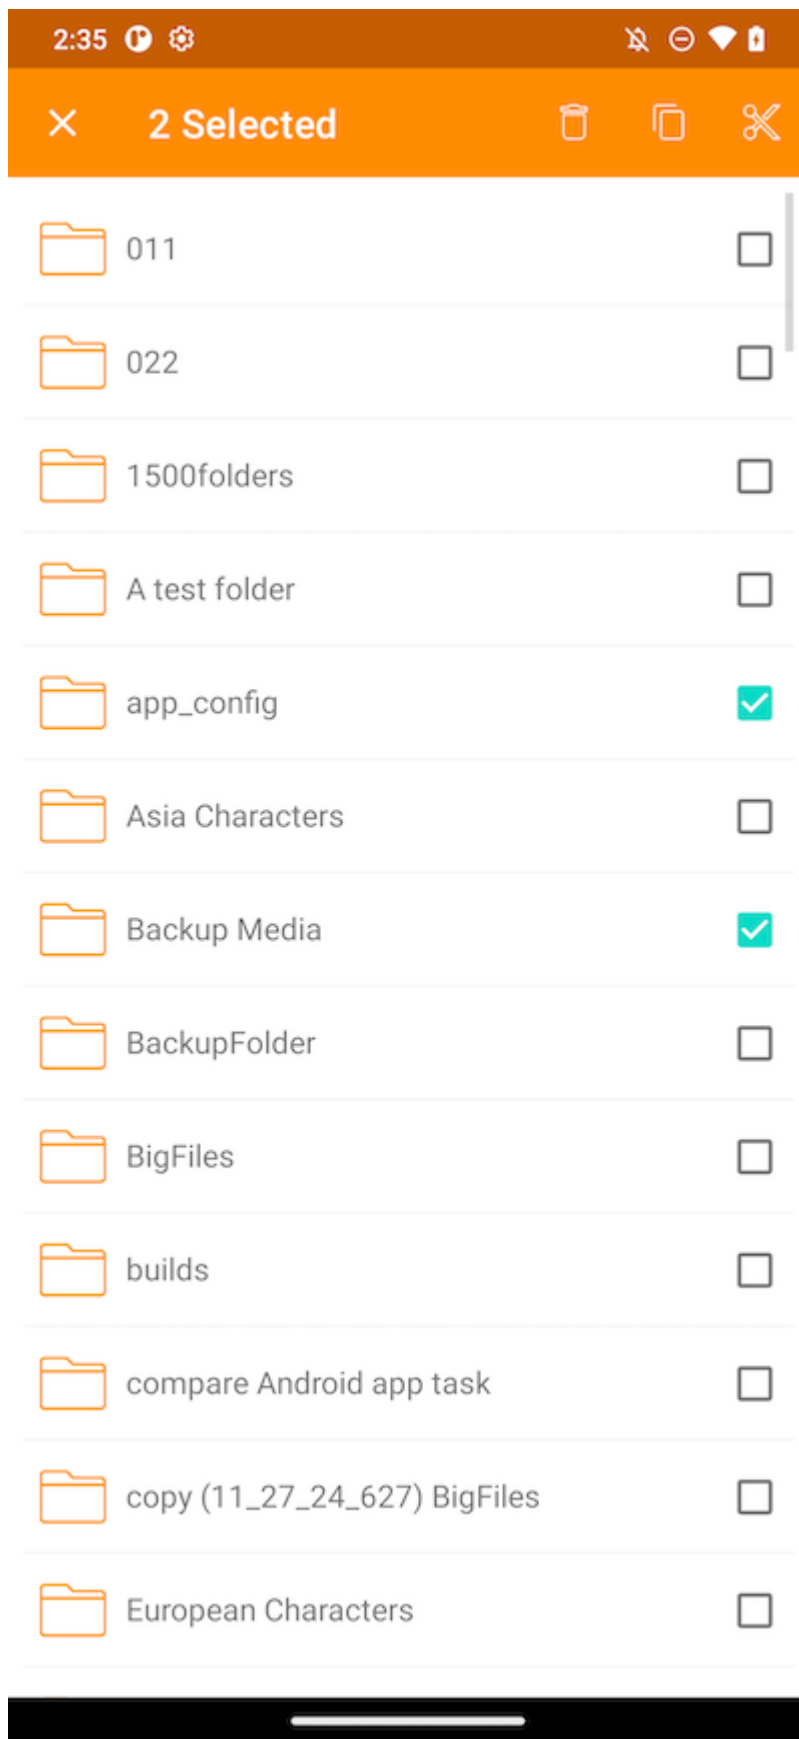 2:35
2 Selected
011
022
1500folders
A test folder
app_config
Asia Characters
Backup Media
BackupFolder
BigFiles
builds
compare Android app task
copy (11_27_24_627) BigFiles
European Characters